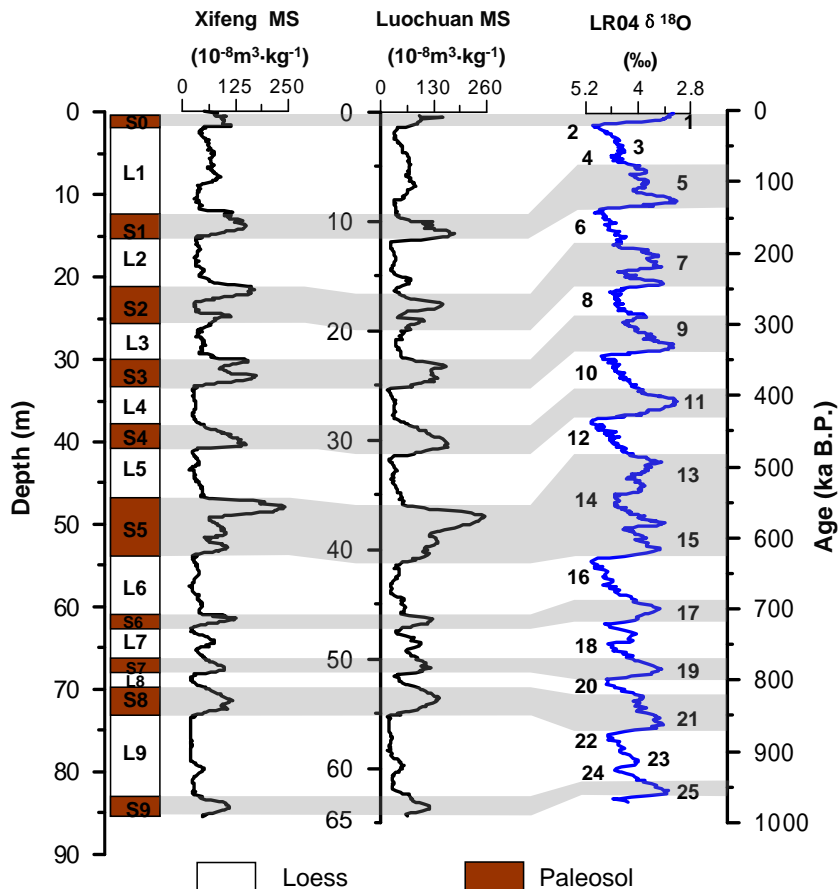 Xifeng MS Luochuan MS LR04 δ 18O
(10-8m3·kg-1) (10-8m3·kg-1) (‰)
0 125 250 0 130 260 5.2 4 2.8
Depth (m)
0
10
20
30
40
50
60
70
80
90
S0
L1
S1
L2
S2
L3
S3
L4
S4
L5
S5
L6
S6
L7
S7
L8
S8
L9
S9
0
10
20
30
40
50
60
65
1
2
3
4
5
6
7
8
9
10
11
12
13
14
15
16
17
18
19
20
21
22
23
24
25
0
100
200
300
400
500
600
700
800
900
1000
Age (ka B.P.)
Loess Paleosol